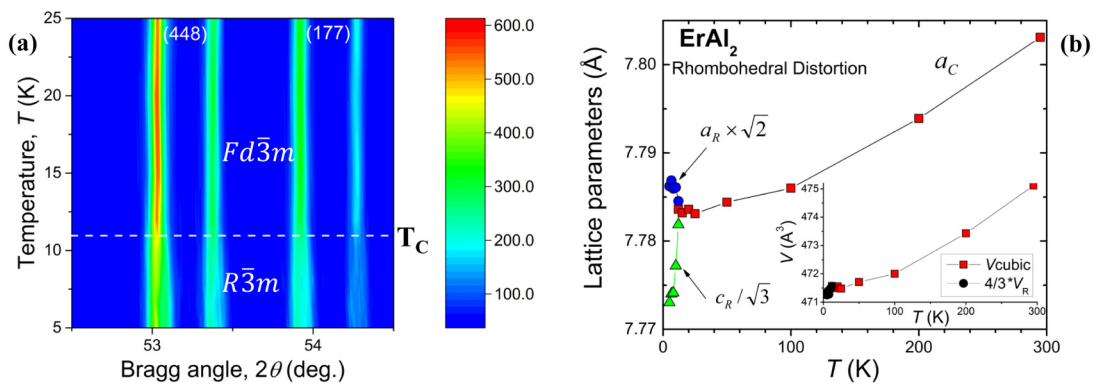 (a)
25
20
15
10
5
Temperature, T (K)
(448)
(177)
Fd3̅m
R3̅m
T_C
53
54
Bragg angle, 2θ (deg.)
600.0
500.0
400.0
300.0
200.0
100.0
(b)
ErAl₂
Rhombohedral Distortion
a_C
a_R × √2
c_R / √3
7.80
7.79
7.78
7.77
Lattice parameters (Å)
0
100
200
300
T (K)
475
474
473
472
471
V (Å³)
0
100
200
300
T (K)
Vcubic
4/3*V_R